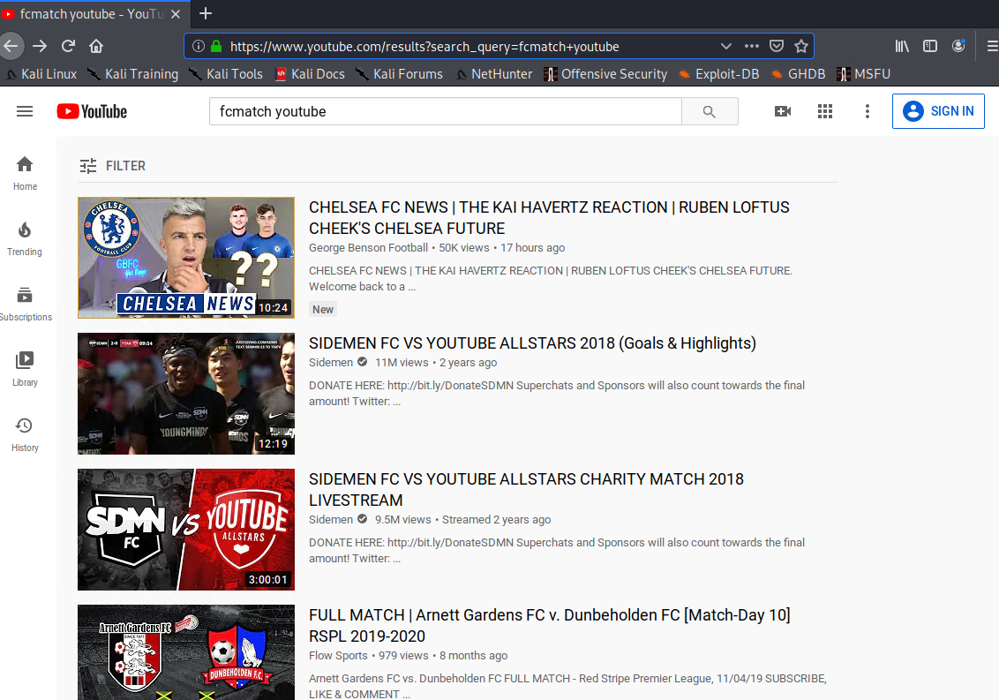 fcmatch youtube - YouTu
https://www.youtube.com/results?search_query=fcmatch+youtube
Kali Linux Kali Training Kali Tools Kali Docs Kali Forums NetHunter Offensive Security Exploit-DB GHDB MSFU
YouTube fcmatch youtube SIGN IN
FILTER
Home
Trending
Subscriptions
Library
History
CHELSEA FOOTBALL CLUB
GBFC
??
CHELSEA NEWS 10:24
CHELSEA FC NEWS | THE KAI HAVERTZ REACTION | RUBEN LOFTUS
CHEEK'S CHELSEA FUTURE
George Benson Football • 50K views • 17 hours ago
CHELSEA FC NEWS | THE KAI HAVERTZ REACTION | RUBEN LOFTUS CHEEK'S CHELSEA FUTURE.
Welcome back to a ...
New
SDMN 2-0 09:54
SDMN
YOUNGMINDS
12:19
SIDEMEN FC VS YOUTUBE ALLSTARS 2018 (Goals & Highlights)
Sidemen 11M views • 2 years ago
DONATE HERE: http://bit.ly/DonateSDMN Superchats and Sponsors will also count towards the final
amount! Twitter: ...
SDMN FC VS YOUTUBE ALLSTARS
3:00:01
SIDEMEN FC VS YOUTUBE ALLSTARS CHARITY MATCH 2018
LIVESTREAM
Sidemen 9.5M views • Streamed 2 years ago
DONATE HERE: http://bit.ly/DonateSDMN Superchats and Sponsors will also count towards the final
amount! Twitter: ...
Arnett Gardens FC
SINCE 1977
DUNBEHOLDEN F.C.
FULL MATCH | Arnett Gardens FC v. Dunbeholden FC [Match-Day 10]
RSPL 2019-2020
Flow Sports • 979 views • 8 months ago
Arnett Gardens FC vs. Dunbeholden FC FULL MATCH - Red Stripe Premier League, 11/04/19 SUBSCRIBE,
LIKE & COMMENT ...